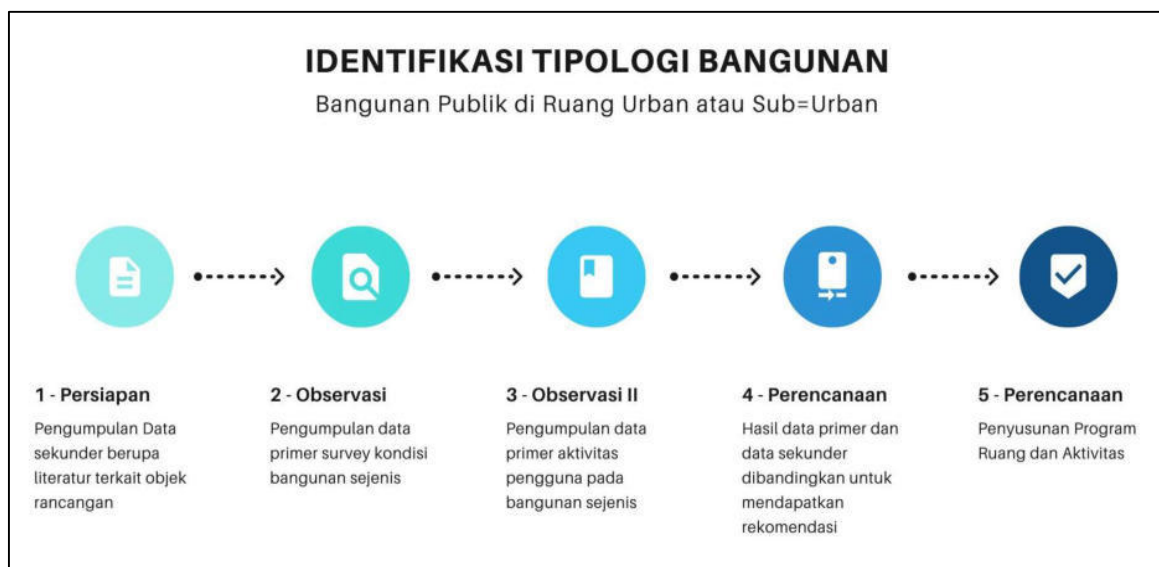 IDENTIFIKASI TIPOLOGI BANGUNAN
Bangunan Publik di Ruang Urban atau Sub=Urban
1 - Persiapan
Pengumpulan Data
sekunder berupa
literatur terkait objek
rancangan
2 - Observasi
Pengumpulan data
primer survey kondisi
bangunan sejenis
3 - Observasi II
Pengumpulan data
primer aktivitas
pengguna pada
bangunan sejenis
4 - Perencanaan
Hasil data primer dan
data sekunder
dibandingkan untuk
mendapatkan
rekomendasi
5 - Perencanaan
Penyusunan Program
Ruang dan Aktivitas